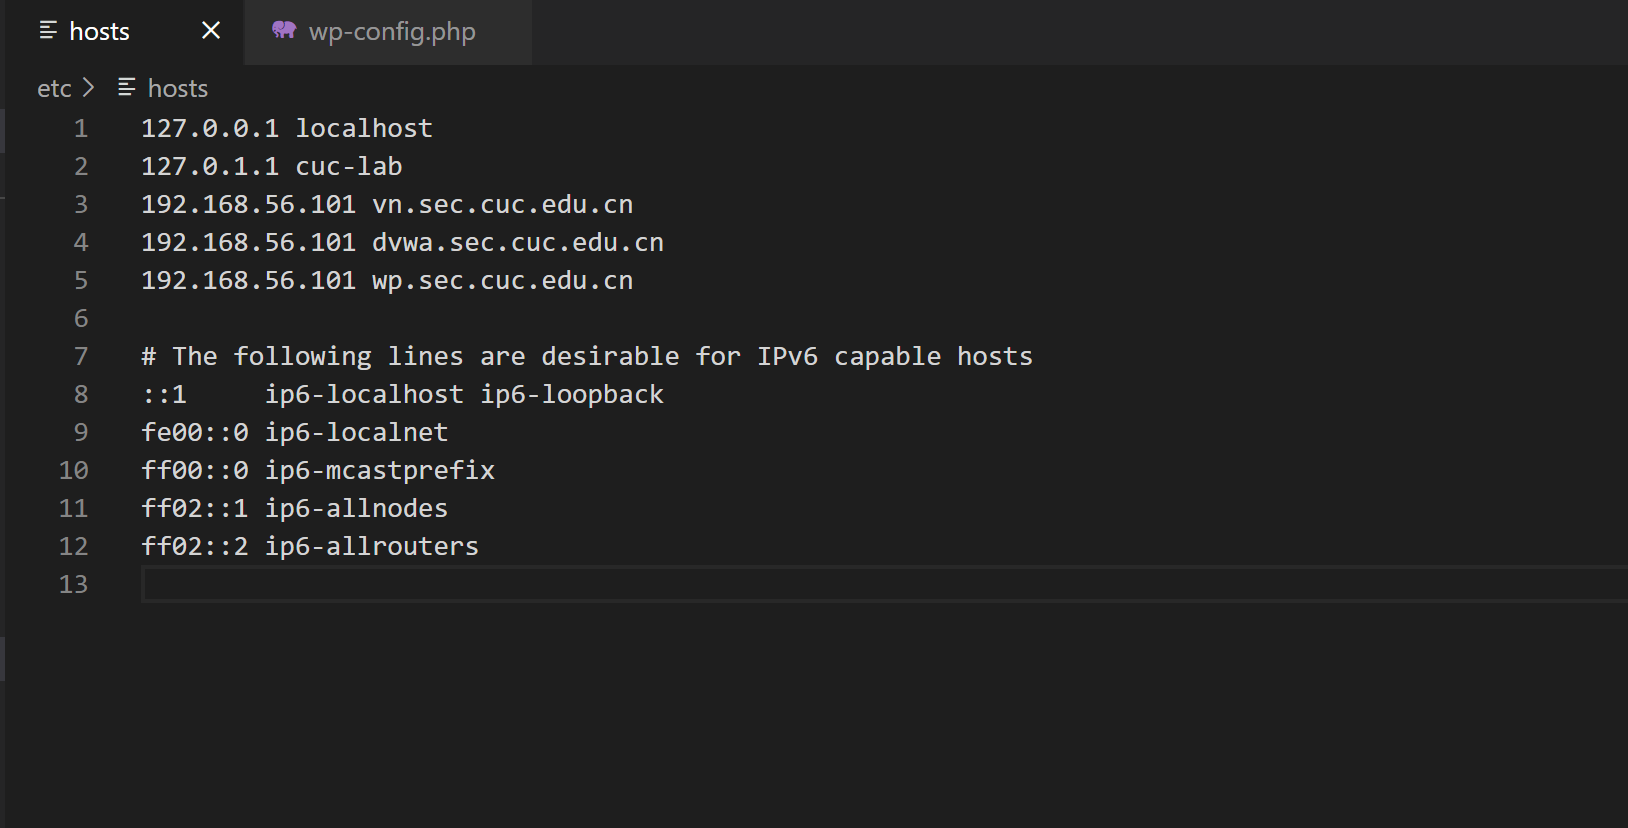 hosts
wp-config.php
etc > hosts
1 127.0.0.1 localhost
2 127.0.1.1 cuc-lab
3 192.168.56.101 vn.sec.cuc.edu.cn
4 192.168.56.101 dvwa.sec.cuc.edu.cn
5 192.168.56.101 wp.sec.cuc.edu.cn
6
7 # The following lines are desirable for IPv6 capable hosts
8 ::1     ip6-localhost ip6-loopback
9 fe00::0 ip6-localnet
10 ff00::0 ip6-mcastprefix
11 ff02::1 ip6-allnodes
12 ff02::2 ip6-allrouters
13